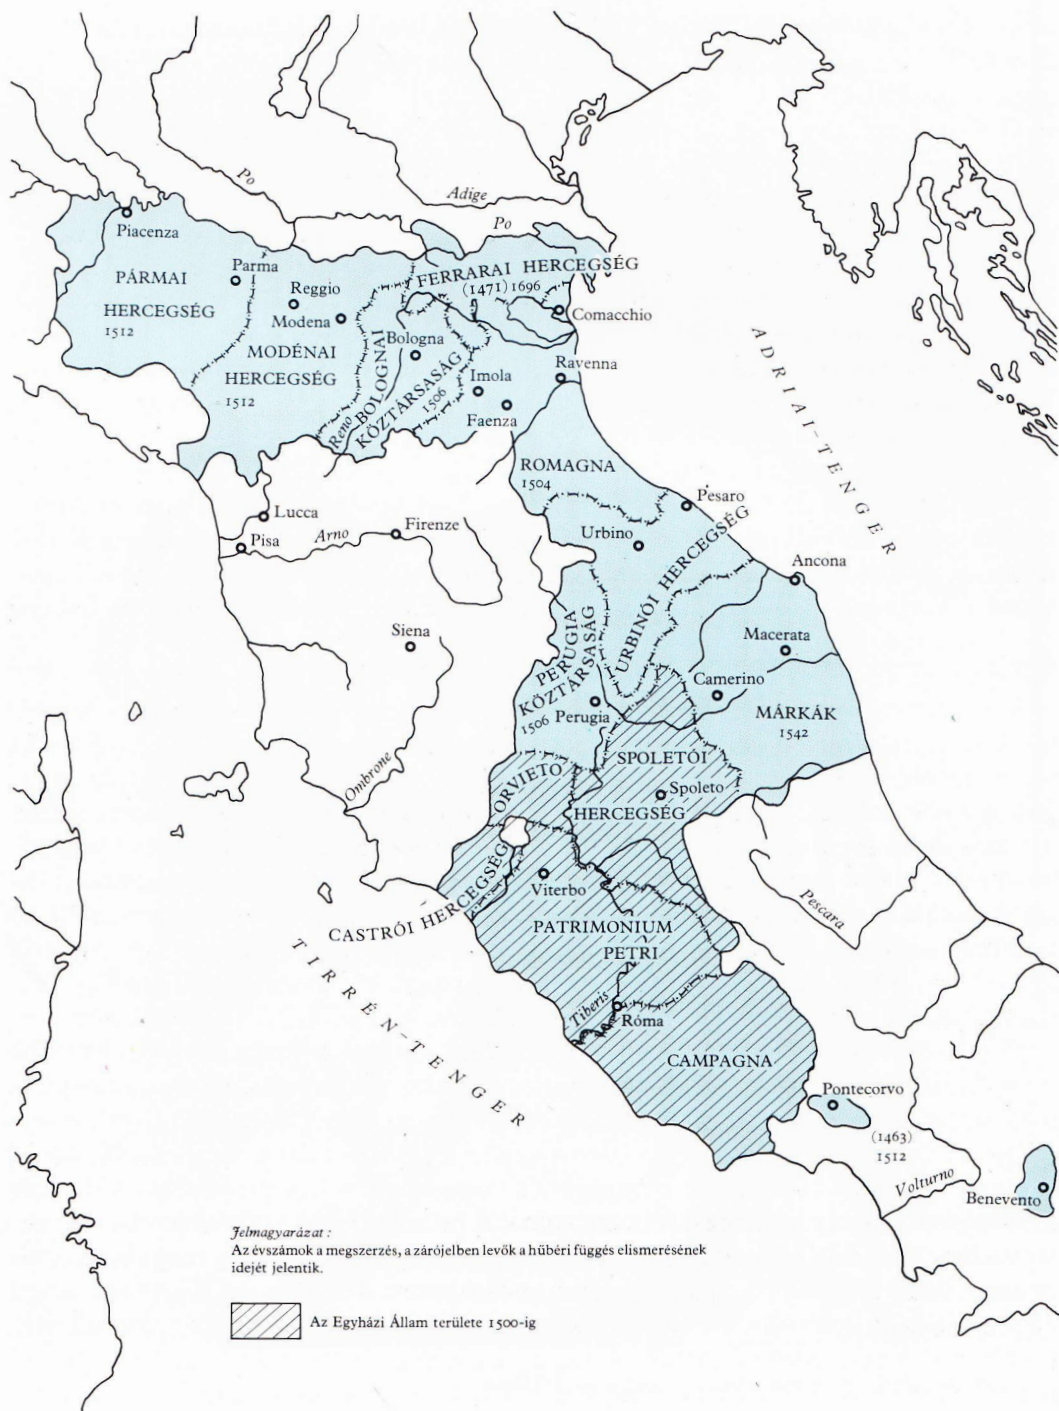 Po
Adige
Po
Piacenza
PÁRMAI
HERCEGSÉG
1512
Parma
Reggio
Modena
MODÉNAI
HERCEGSÉG
1512
FERRARAI HERCEGSÉG
(1471) 1696
Comacchio
Bologna
Reno
BOLOGNAI
KÖZTÁRSASÁG
1506
Imola
Faenza
Ravenna
ADRIAI-TENGER
ROMAGNA
1504
Pesaro
Urbino
URBINÓI HERCEGSÉG
Ancona
Lucca
Pisa
Arno
Firenze
Siena
Ombrone
PERUGIA
KÖZTÁRSASÁG
1506
Perugia
Macerata
Camerino
MÁRKÁK
1542
ORVIETO
SPOLETÓI
HERCEGSÉG
Spoleto
CASTRÓI HERCEGSÉG
Viterbo
PATRIMONIUM
PETRI
Pescara
TIRRÉN-TENGER
Tiberis
Róma
CAMPAGNA
Pontecorvo
(1463)
1512
Volturno
Benevento
Jelmagyarázat:
Az évszámok a megszerzés, a zárójelben levők a hűbéri függés elismerésének
idejét jelentik.
Az Egyházi Állam területe 1500-ig